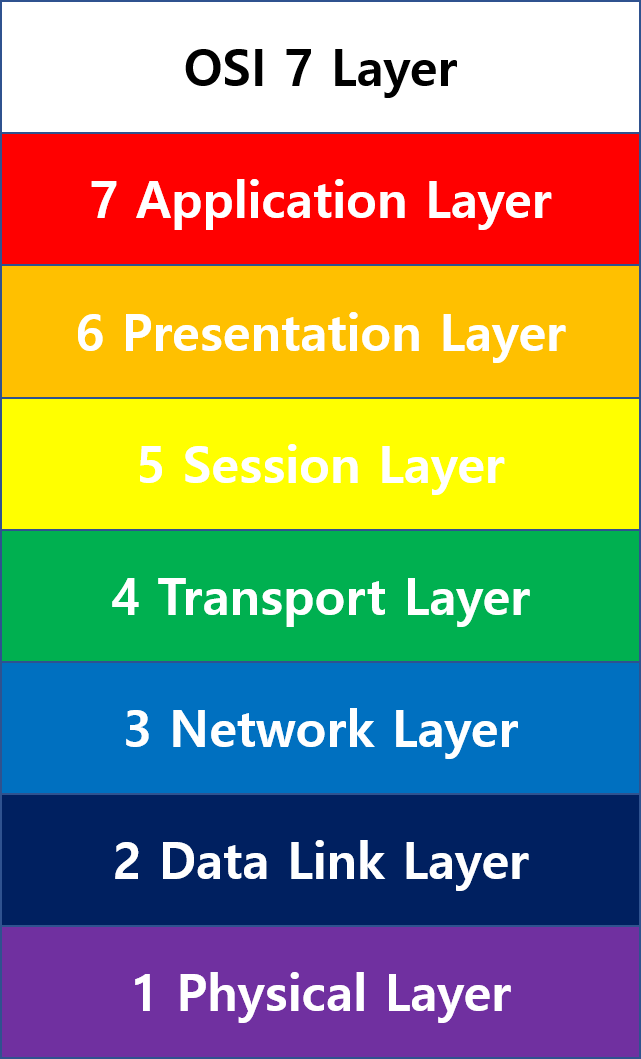 OSI 7 Layer
7 Application Layer
6 Presentation Layer
5 Session Layer
4 Transport Layer
3 Network Layer
2 Data Link Layer
1 Physical Layer